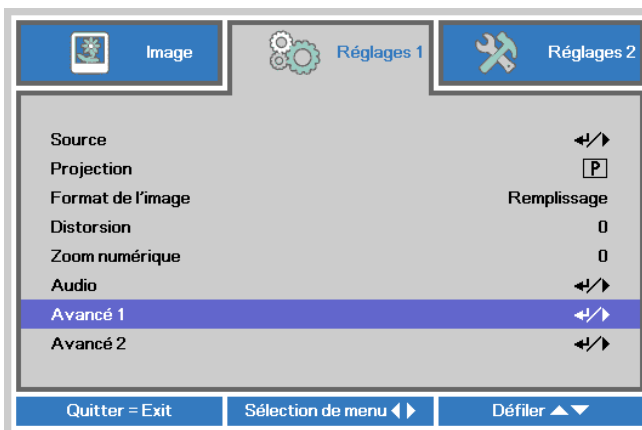 Image
Réglages 1
Réglages 2
Source
Projection P
Format de l'image Remplissage
Distorsion 0
Zoom numérique 0
Audio
Avancé 1
Avancé 2
Quitter = Exit
Sélection de menu
Défiler